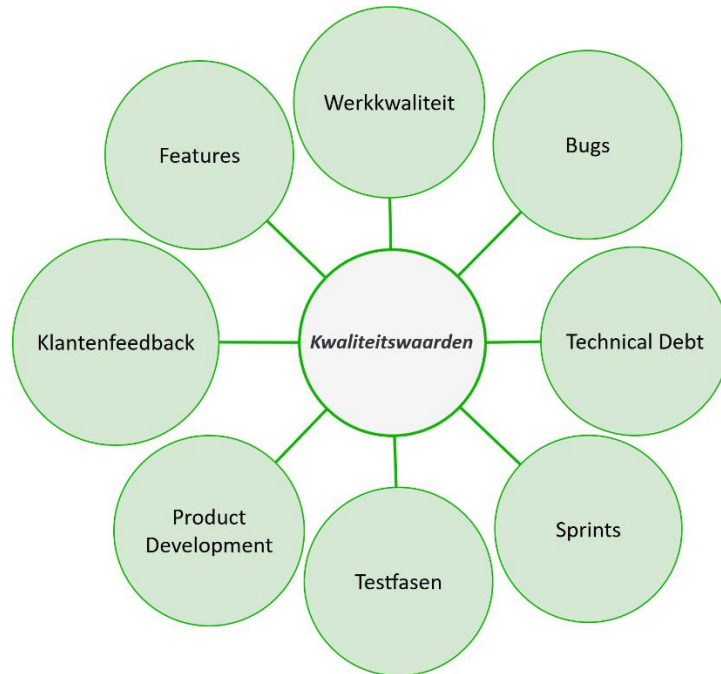 Werkkwaliteit
Features
Bugs
Klantenfeedback
Kwaliteitswaarden
Technical Debt
Product
Development
Sprints
Testfasen